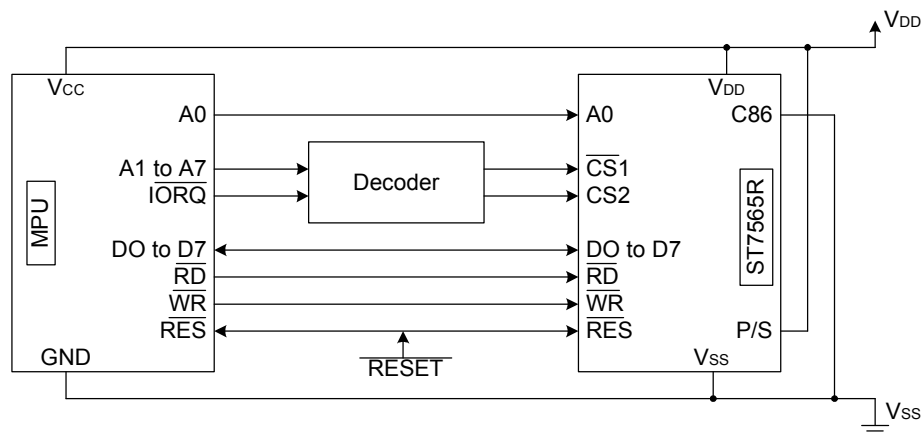 VDD
VCC
VDD
A0
A0
C86
A1 to A7
Decoder
CS1
IORQ
CS2
MPU
ST7565R
DO to D7
DO to D7
RD
RD
WR
WR
RES
RES
P/S
GND
RESET
VSS
VSS